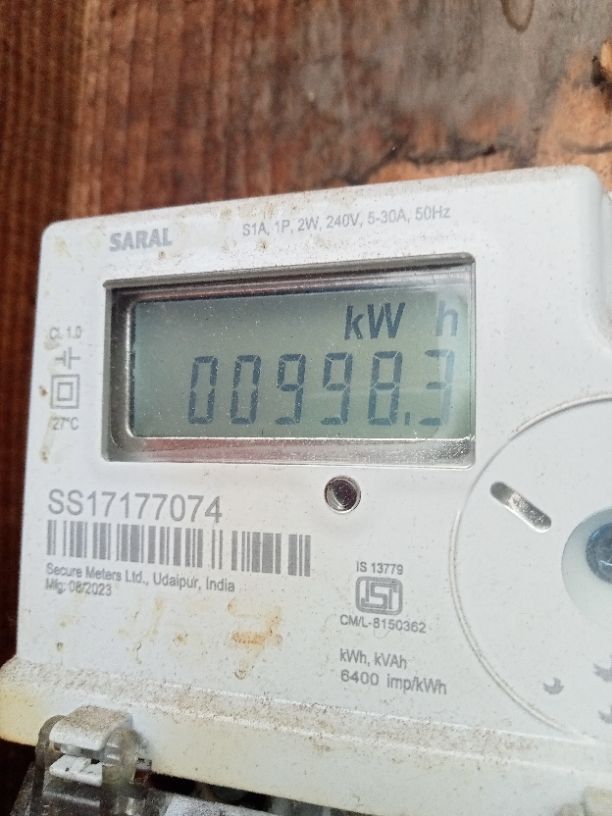 SARAL
S1A, 1P, 2W, 240V, 5-30A, 50Hz
Cl. 1.0
27°C
kW h
00998.3
SS17177074
Secure Meters Ltd., Udaipur, India
Mfg: 08/2023
IS 13779
ISI
CM/L-8150362
kWh, kVAh
6400 imp/kWh